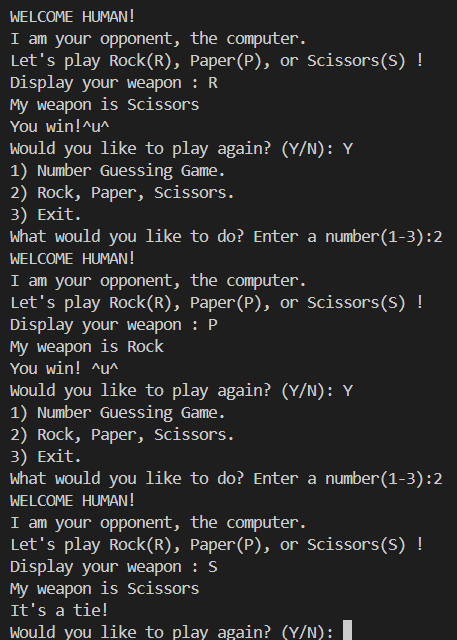 WELCOME HUMAN!
I am your opponent, the computer.
Let's play Rock(R), Paper(P), or Scissors(S) !
Display your weapon : R
My weapon is Scissors
You win!^u^
Would you like to play again? (Y/N): Y
1) Number Guessing Game.
2) Rock, Paper, Scissors.
3) Exit.
What would you like to do? Enter a number(1-3):2
WELCOME HUMAN!
I am your opponent, the computer.
Let's play Rock(R), Paper(P), or Scissors(S) !
Display your weapon : P
My weapon is Rock
You win! ^u^
Would you like to play again? (Y/N): Y
1) Number Guessing Game.
2) Rock, Paper, Scissors.
3) Exit.
What would you like to do? Enter a number(1-3):2
WELCOME HUMAN!
I am your opponent, the computer.
Let's play Rock(R), Paper(P), or Scissors(S) !
Display your weapon : S
My weapon is Scissors
It's a tie!
Would you like to play again? (Y/N):